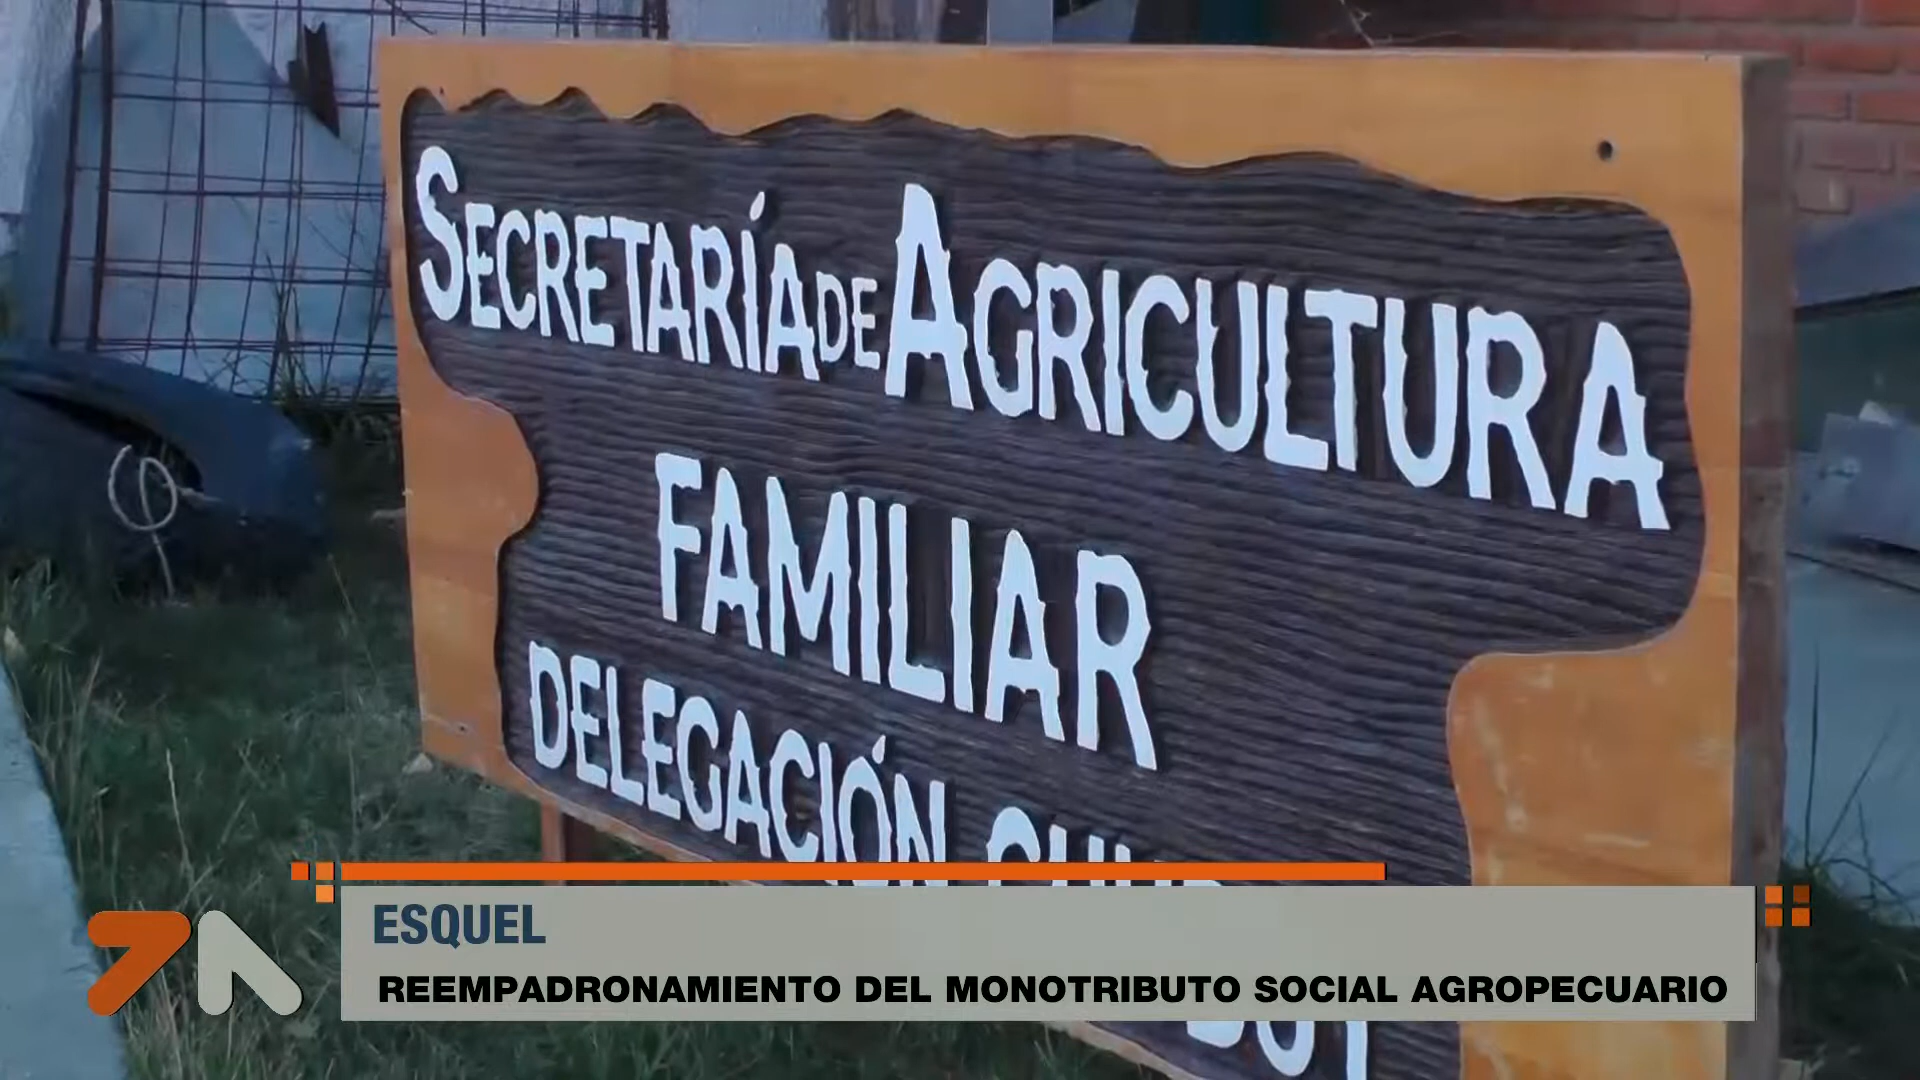 SECRETARÍA DE AGRICULTURA
FAMILIAR
DELEGACIÓN
ESQUEL
REEMPADRONAMIENTO DEL MONOTRIBUTO SOCIAL AGROPECUARIO